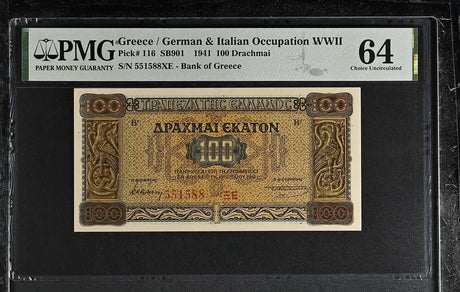 PMG
PAPER MONEY GUARANTY
Greece / German & Italian Occupation WWII
Pick# 116 SB901 1941 100 Drachmai
S/N 551588XE - Bank of Greece
64
Choice Uncirculated
100 ΤΡΑΠΕΖΑ ΤΗΣ ΕΛΛΑΔΟΣ 100
Β' ΔΡΑΧΜΑΙ ΕΚΑΤΟΝ Β'
100
551588 ΞΕ
100 100